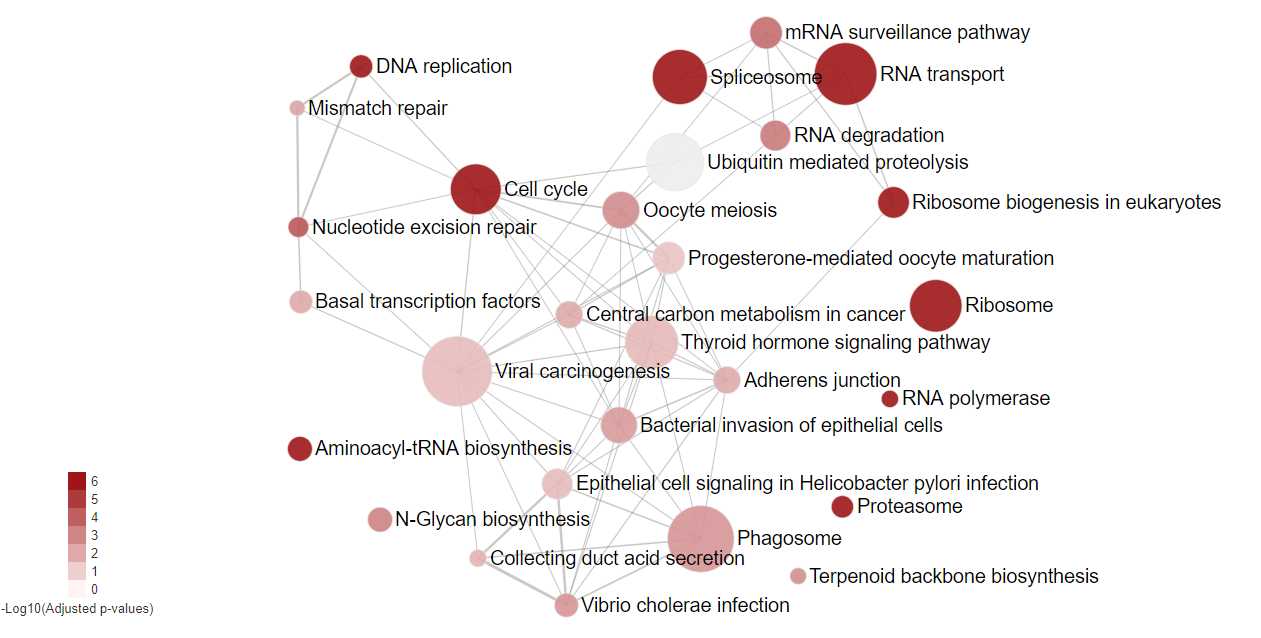 mRNA surveillance pathway
DNA replication
Spliceosome
RNA transport
Mismatch repair
RNA degradation
Ubiquitin mediated proteolysis
Cell cycle
Oocyte meiosis
Ribosome biogenesis in eukaryotes
Nucleotide excision repair
Progesterone-mediated oocyte maturation
Basal transcription factors
Central carbon metabolism in cancer
Ribosome
Thyroid hormone signaling pathway
Viral carcinogenesis
Adherens junction
RNA polymerase
Bacterial invasion of epithelial cells
Aminoacyl-tRNA biosynthesis
Epithelial cell signaling in Helicobacter pylori infection
Proteasome
N-Glycan biosynthesis
Phagosome
Collecting duct acid secretion
Terpenoid backbone biosynthesis
Vibrio cholerae infection
6
5
4
3
2
1
0
-Log10(Adjusted p-values)